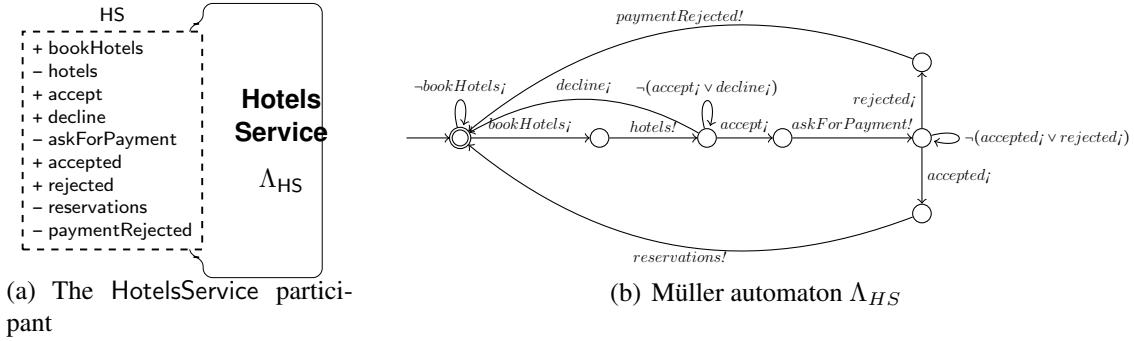 HS
+ bookHotels
− hotels
+ accept
+ decline
− askForPayment
+ accepted
+ rejected
− reservations
− paymentRejected
Hotels
Service
Λ_HS
(a) The HotelsService partici-
pant
paymentRejected!
¬bookHotels¡
decline¡
¬(accept¡ ∨ decline¡)
rejected¡
bookHotels¡
hotels!
accept¡
askForPayment!
¬(accepted¡ ∨ rejected¡)
accepted¡
reservations!
(b) Müller automaton Λ_HS